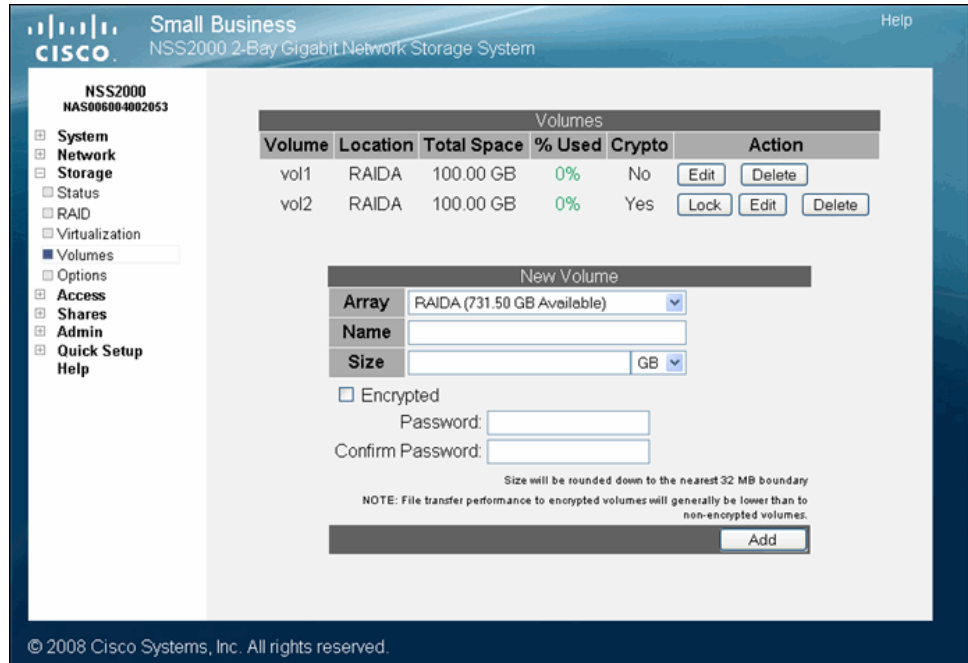 Small Business
Help
CISCO.
NSS2000 2-Bay Gigabit Network Storage System
NSS2000
NAS006004002053
System
Network
Storage
Status
RAID
Virtualization
Volumes
Options
Access
Shares
Admin
Quick Setup
Help
Volumes
Volume Location Total Space % Used Crypto Action
vol1 RAIDA 100.00 GB 0% No Edit Delete
vol2 RAIDA 100.00 GB 0% Yes Lock Edit Delete
New Volume
Array RAIDA (731.50 GB Available)
Name
Size GB
Encrypted
Password:
Confirm Password:
Size will be rounded down to the nearest 32 MB boundary
NOTE: File transfer performance to encrypted volumes will generally be lower than to
non-encrypted volumes.
Add
© 2008 Cisco Systems, Inc. All rights reserved.